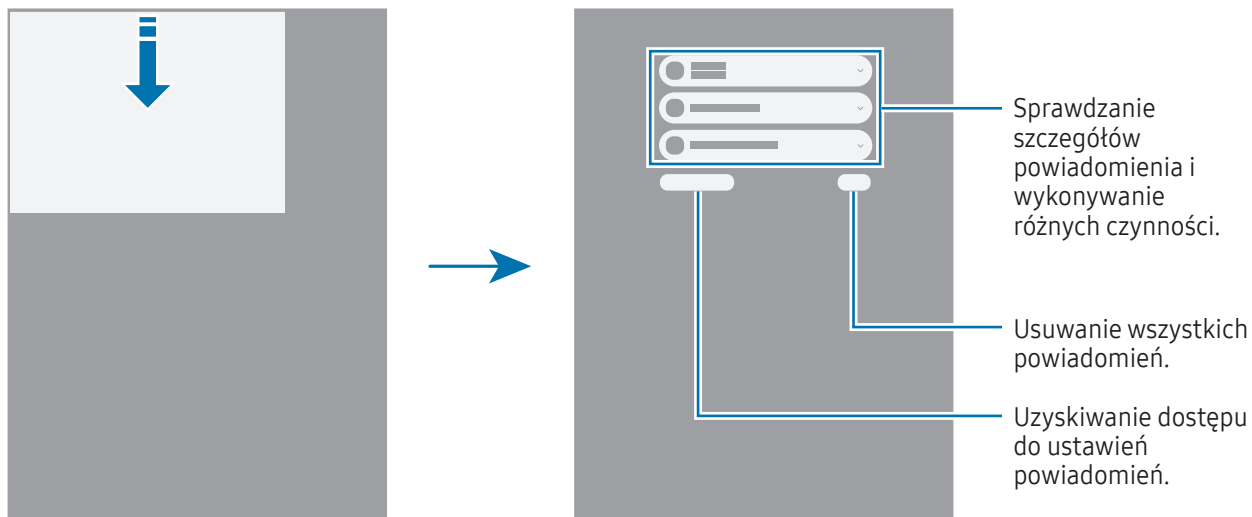 Sprawdzanie
szczegółów
powiadomienia i
wykonywanie
różnych czynności.
Usuwanie wszystkich
powiadomień.
Uzyskiwanie dostępu
do ustawień
powiadomień.